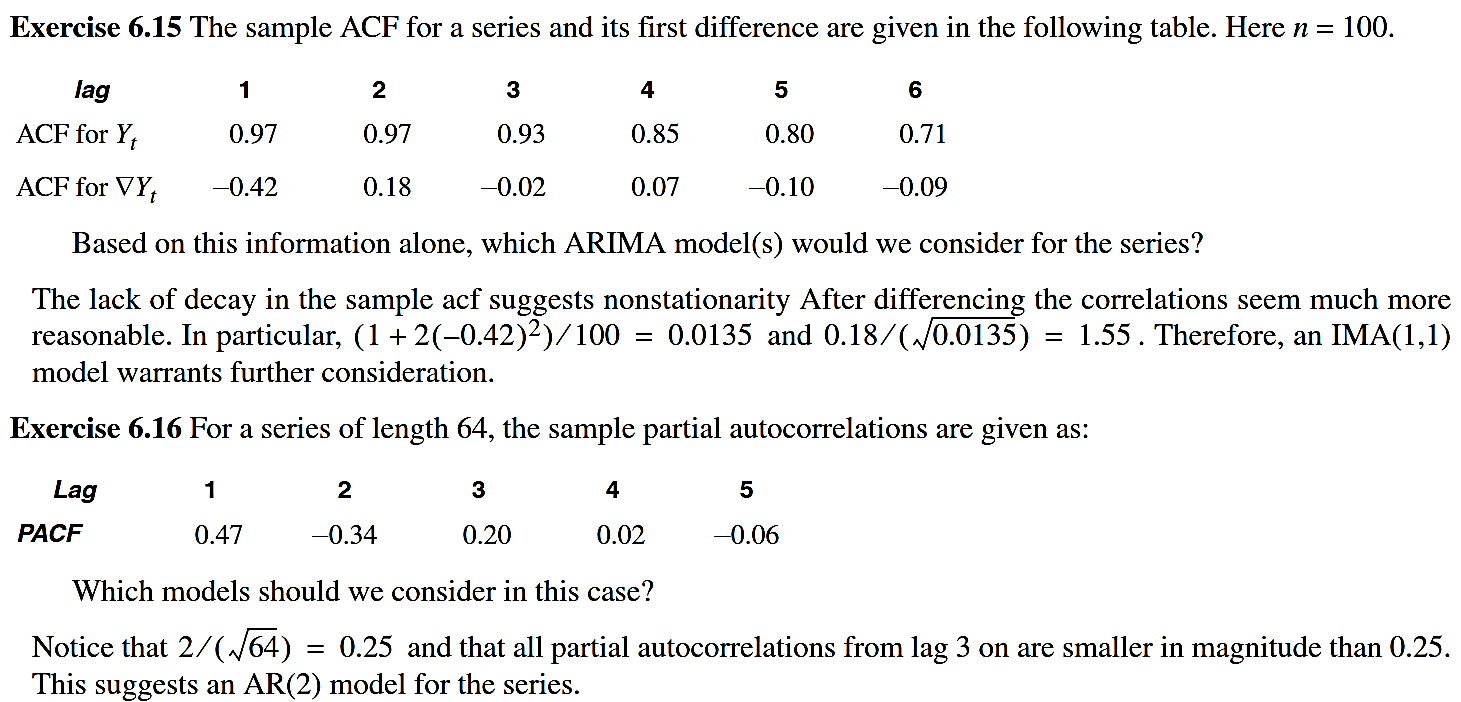 Exercise 6.15 The sample ACF for a series and its first difference are given in the following table. Here n = 100.
lag 1 2 3 4 5 6
ACF for Yₜ 0.97 0.97 0.93 0.85 0.80 0.71
ACF for ∇Yₜ –0.42 0.18 –0.02 0.07 –0.10 –0.09
Based on this information alone, which ARIMA model(s) would we consider for the series?
The lack of decay in the sample acf suggests nonstationarity After differencing the correlations seem much more
reasonable. In particular, (1 + 2(–0.42)²)/100 = 0.0135 and 0.18/(√0.0135) = 1.55. Therefore, an IMA(1,1)
model warrants further consideration.
Exercise 6.16 For a series of length 64, the sample partial autocorrelations are given as:
Lag 1 2 3 4 5
PACF 0.47 –0.34 0.20 0.02 –0.06
Which models should we consider in this case?
Notice that 2/(√64) = 0.25 and that all partial autocorrelations from lag 3 on are smaller in magnitude than 0.25.
This suggests an AR(2) model for the series.